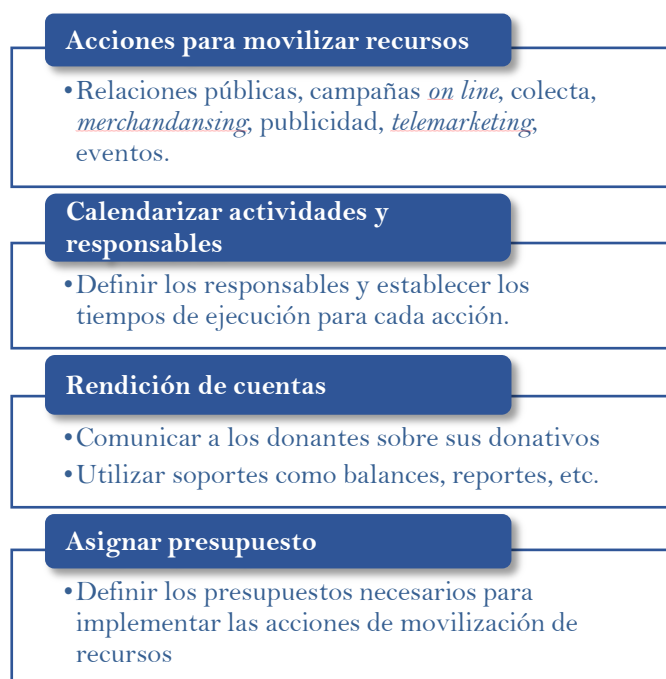 Acciones para movilizar recursos
•Relaciones públicas, campañas on line, colecta,
merchandansing, publicidad, telemarketing,
eventos.
Calendarizar actividades y
responsables
•Definir los responsables y establecer los
tiempos de ejecución para cada acción.
Rendición de cuentas
•Comunicar a los donantes sobre sus donativos
•Utilizar soportes como balances, reportes, etc.
Asignar presupuesto
•Definir los presupuestos necesarios para
implementar las acciones de movilización de
recursos